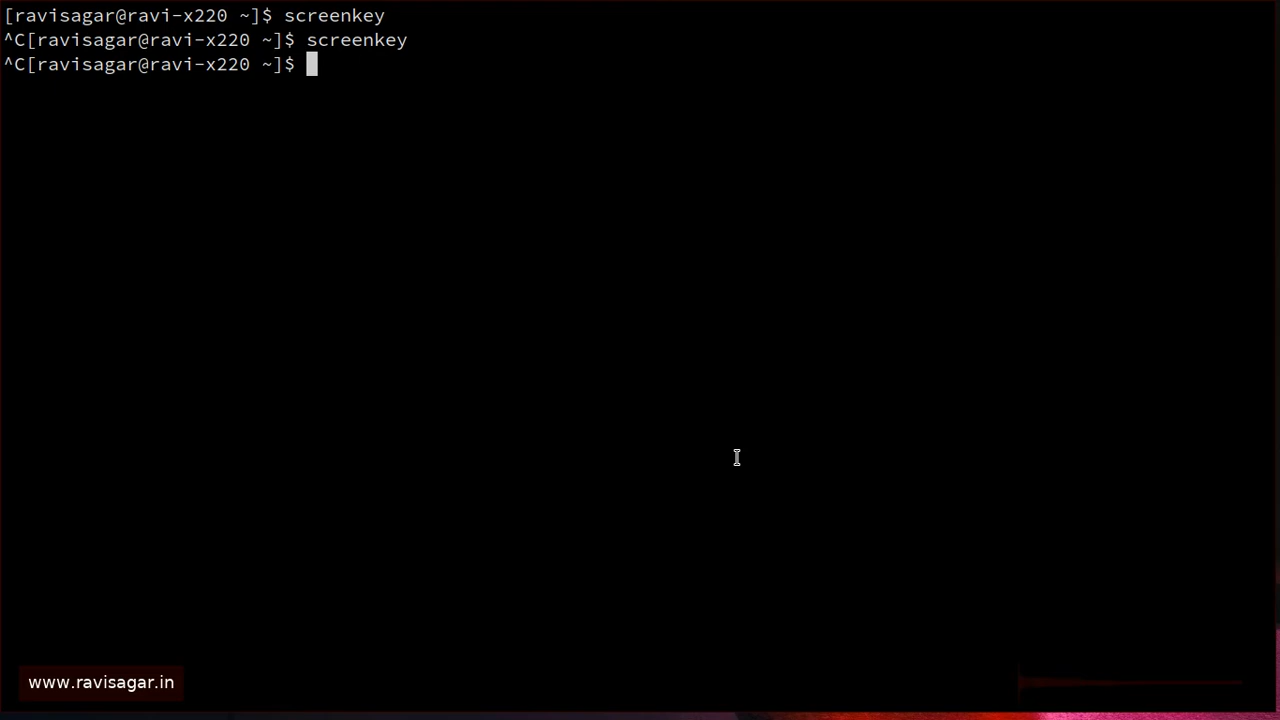 [ravisagar@ravi-x220 ~]$ screenkey
^C[ravisagar@ravi-x220 ~]$ screenkey
^C[ravisagar@ravi-x220 ~]$
www.ravisagar.in